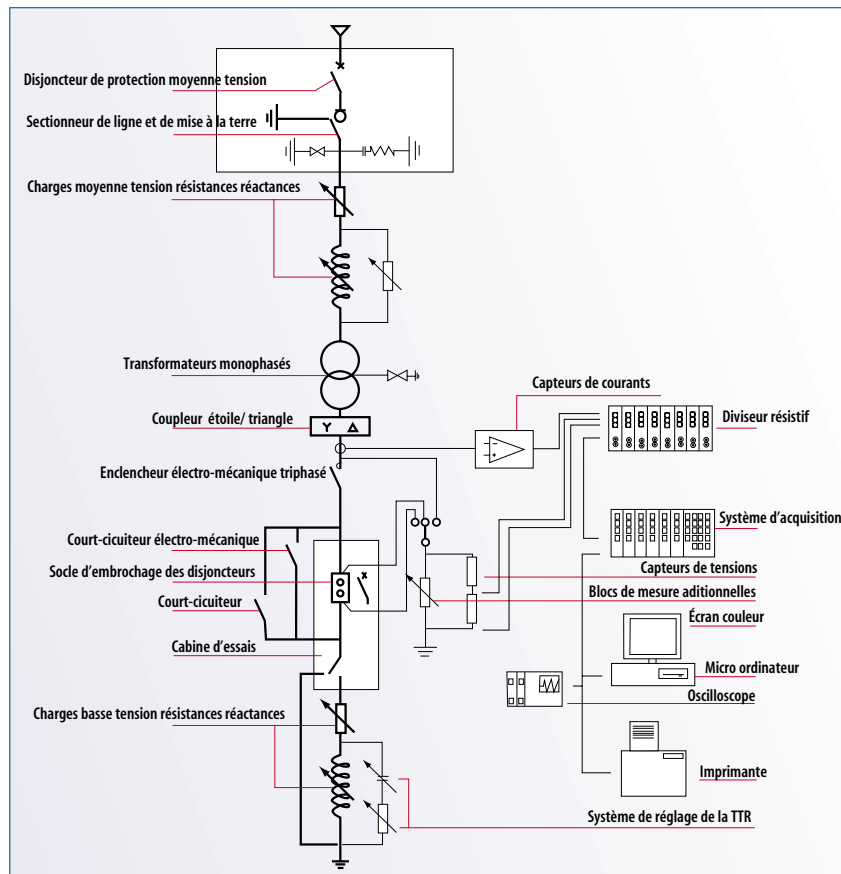 Disjoncteur de protection moyenne tension
Sectionneur de ligne et de mise à la terre
Charges moyenne tension résistances réactances
Transformateurs monophasés
Capteurs de courants
Coupleur étoile/ triangle
Diviseur résistif
Enclencheur électro-mécanique triphasé
Système d'acquisition
Court-cicuiteur électro-mécanique
Capteurs de tensions
Socle d'embrochage des disjoncteurs
Blocs de mesure aditionnelles
Court-cicuiteur
Écran couleur
Cabine d'essais
Micro ordinateur
Oscilloscope
Charges basse tension résistances réactances
Imprimante
Système de réglage de la TTR